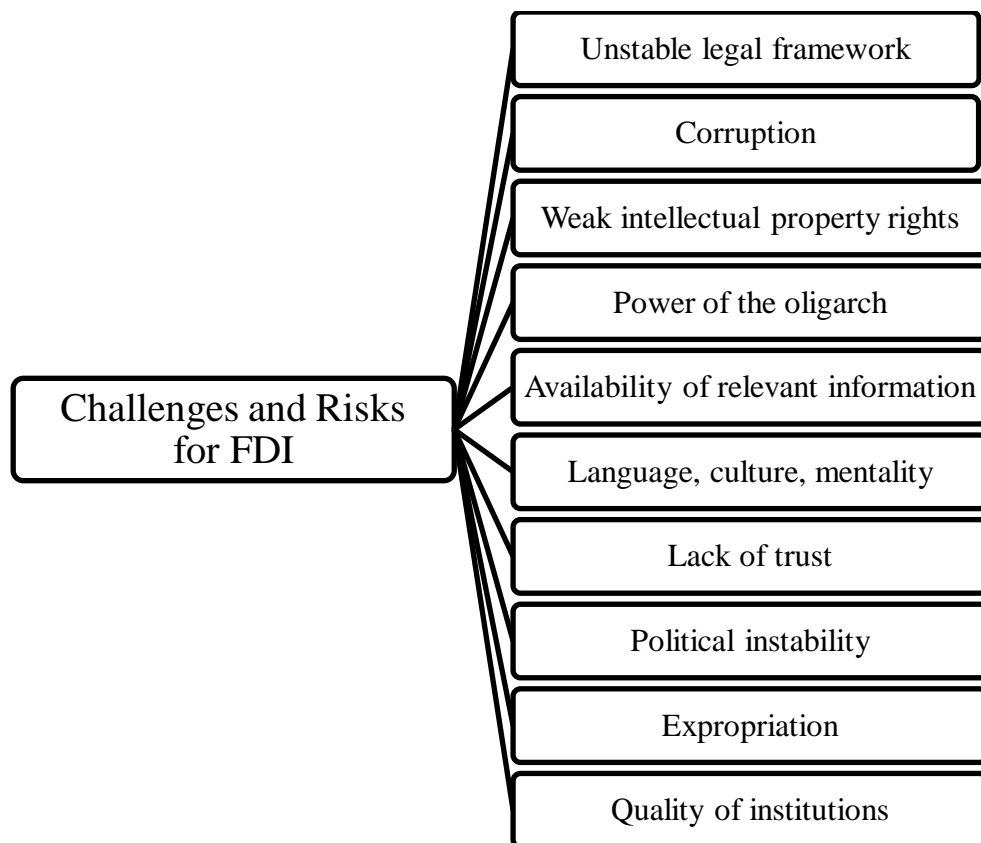 Unstable legal framework
Corruption
Weak intellectual property rights
Power of the oligarch
Availability of relevant information
Challenges and Risks
for FDI
Language, culture, mentality
Lack of trust
Political instability
Expropriation
Quality of institutions